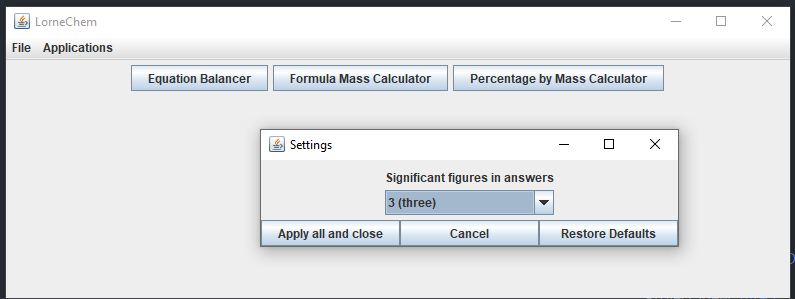 LorneChem
File Applications
Equation Balancer Formula Mass Calculator Percentage by Mass Calculator
Settings
Significant figures in answers
3 (three)
Apply all and close Cancel Restore Defaults